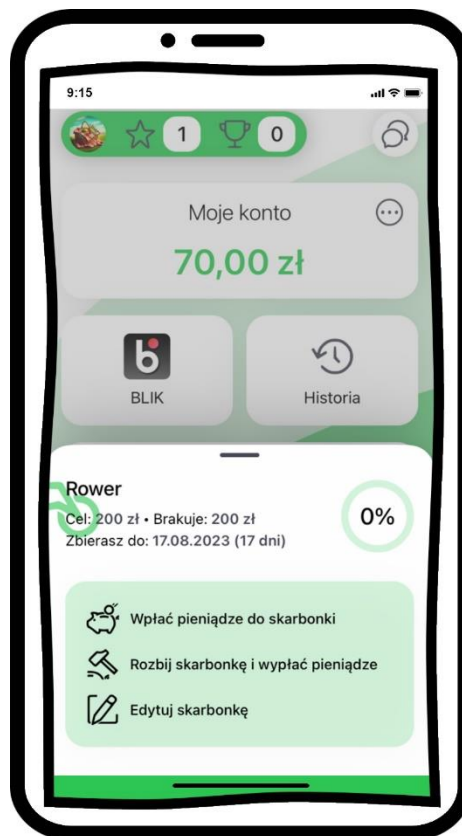 9:15
1 0
Moje konto
70,00 zł
BLIK Historia
Rower
Cel: 200 zł • Brakuje: 200 zł
Zbierasz do: 17.08.2023 (17 dni)
0%
Wpłać pieniądze do skarbonki
Rozbij skarbonkę i wypłać pieniądze
Edytuj skarbonkę